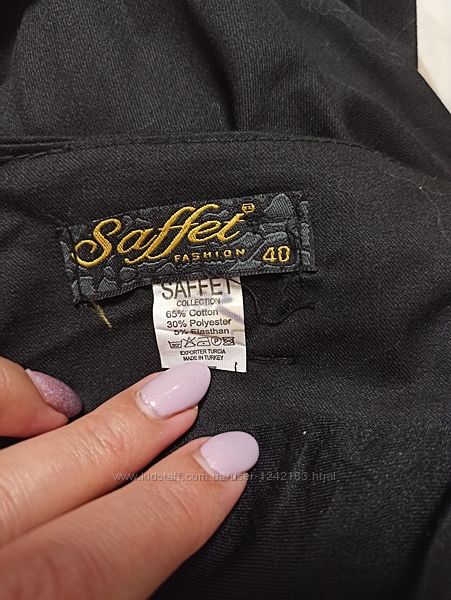 Saffet
FASHION 40
SAFFET
COLLECTION
65% Cotton
30% Polyester
5% Elasthan
EXPORTER TURCIA
MADE IN TURKEY
www.kidstaff.com.ua/user-1242163.html